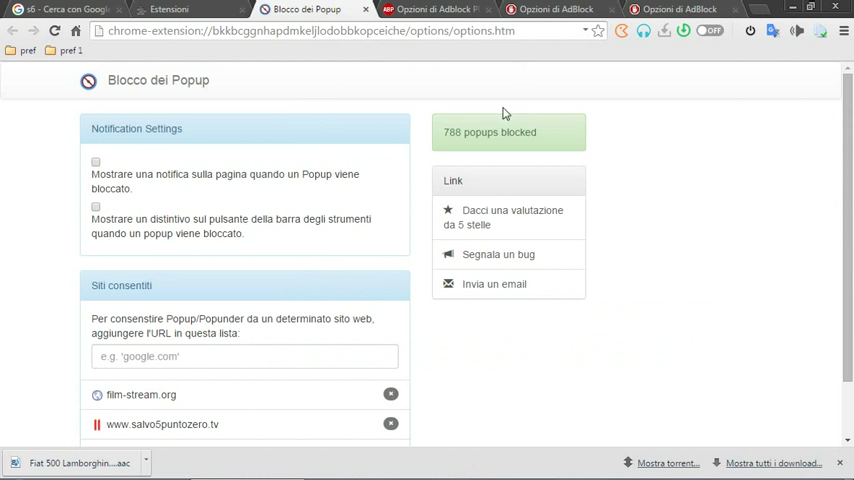 s6 - Cerca con Google
Estensioni
Blocco dei Popup
Opzioni di Adblock Pl
Opzioni di AdBlock
Opzioni di AdBlock
chrome-extension://bkkbcggnhapdmkeljlodobbkopceiche/options/options.htm
OFF
pref
pref 1
Blocco dei Popup
Notification Settings
Mostrare una notifica sulla pagina quando un Popup viene
bloccato.
Mostrare un distintivo sul pulsante della barra degli strumenti
quando un popup viene bloccato.
788 popups blocked
Link
Dacci una valutazione
da 5 stelle
Segnala un bug
Invia un email
Siti consentiti
Per consenstire Popup/Popunder da un determinato sito web,
aggiungere l'URL in questa lista:
e.g. 'google.com'
film-stream.org
www.salvo5puntozero.tv
Fiat 500 Lamborghin....aac
Mostra torrent...
Mostra tutti i download...